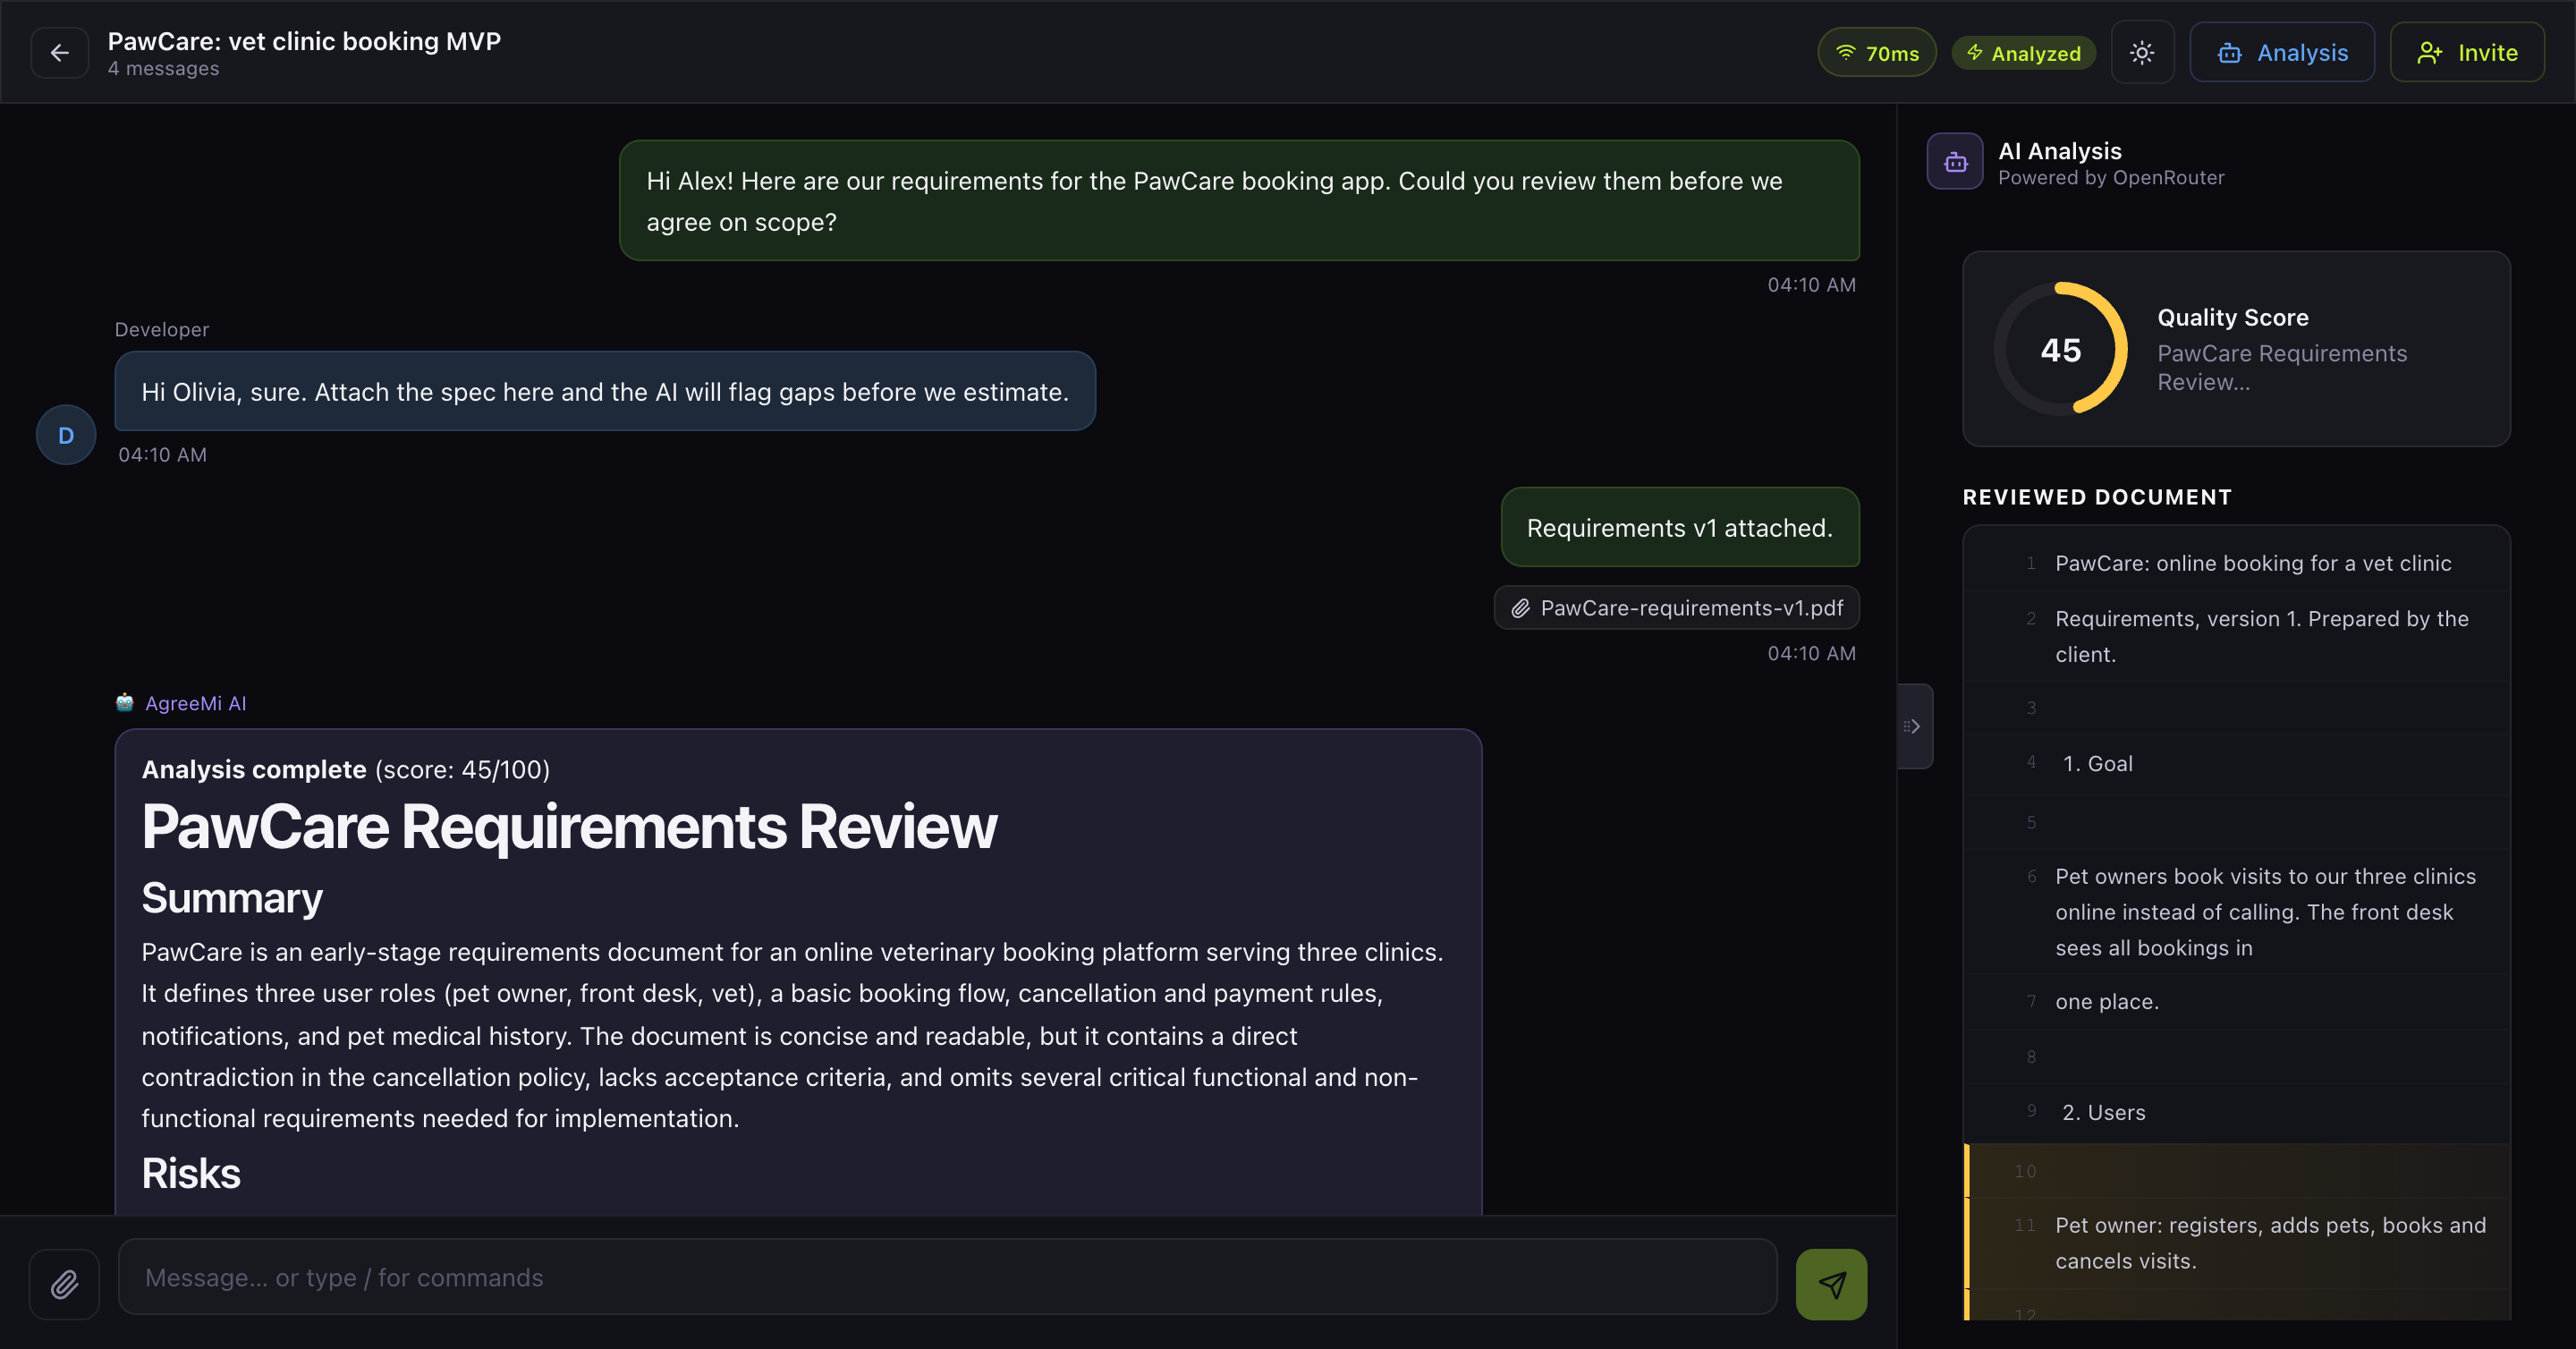 PawCare: vet clinic booking MVP
4 messages
70ms
Analyzed
Analysis
Invite
Hi Alex! Here are our requirements for the PawCare booking app. Could you review them before we
agree on scope?
04:10 AM
Developer
D
Hi Olivia, sure. Attach the spec here and the AI will flag gaps before we estimate.
04:10 AM
Requirements v1 attached.
PawCare-requirements-v1.pdf
04:10 AM
AgreeMi AI
Analysis complete (score: 45/100)
PawCare Requirements Review
Summary
PawCare is an early-stage requirements document for an online veterinary booking platform serving three clinics.
It defines three user roles (pet owner, front desk, vet), a basic booking flow, cancellation and payment rules,
notifications, and pet medical history. The document is concise and readable, but it contains a direct
contradiction in the cancellation policy, lacks acceptance criteria, and omits several critical functional and non-
functional requirements needed for implementation.
Risks
Message... or type / for commands
AI Analysis
Powered by OpenRouter
45
Quality Score
PawCare Requirements
Review...
REVIEWED DOCUMENT
1 PawCare: online booking for a vet clinic
2 Requirements, version 1. Prepared by the
client.
3
4 1. Goal
5
6 Pet owners book visits to our three clinics
online instead of calling. The front desk
sees all bookings in
7 one place.
8
9 2. Users
10
11 Pet owner: registers, adds pets, books and
cancels visits.
12